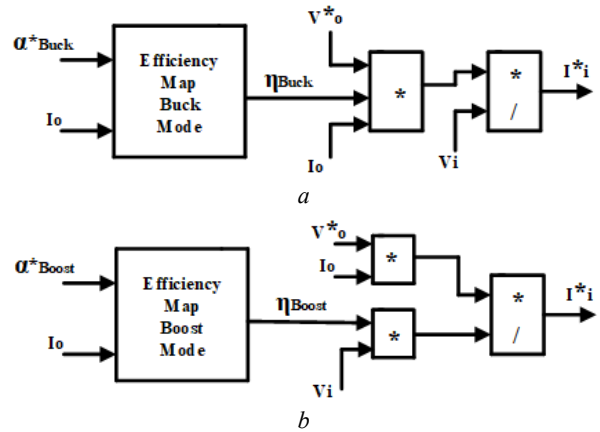 V*o
α*Buck
Efficiency
Map
Buck
Mode
ηBuck
*
*
/
I*i
Io
Io
Vi
a
V*o
Io
*
α*Boost
Efficiency
Map
Boost
Mode
ηBoost
*
*
/
I*i
Io
Vi
b